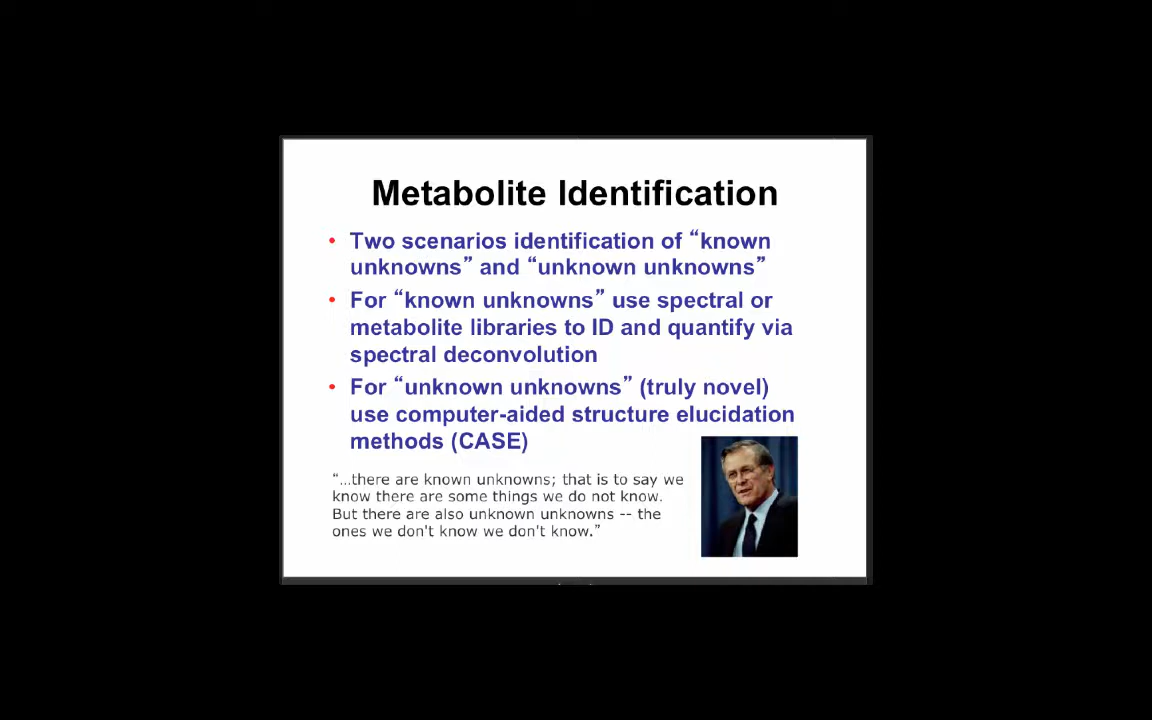 Metabolite Identification
• Two scenarios identification of “known
unknowns” and “unknown unknowns”
• For “known unknowns” use spectral or
metabolite libraries to ID and quantify via
spectral deconvolution
• For “unknown unknowns” (truly novel)
use computer-aided structure elucidation
methods (CASE)
“…there are known unknowns; that is to say we
know there are some things we do not know.
But there are also unknown unknowns -- the
ones we don't know we don't know.”